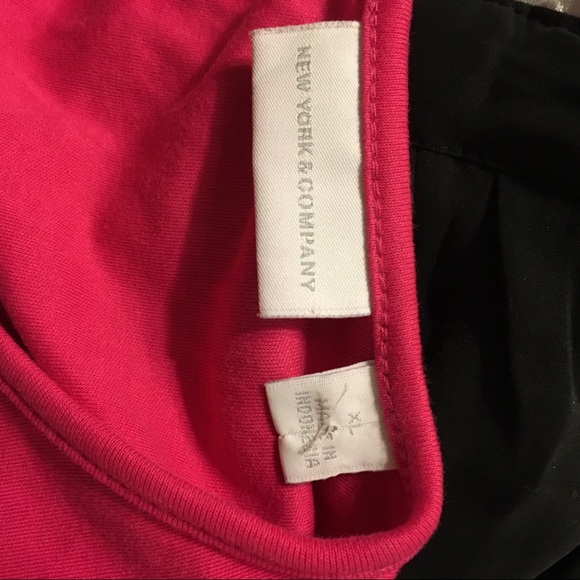 NEW YORK & COMPANY
XL
MADE IN
INDONESIA